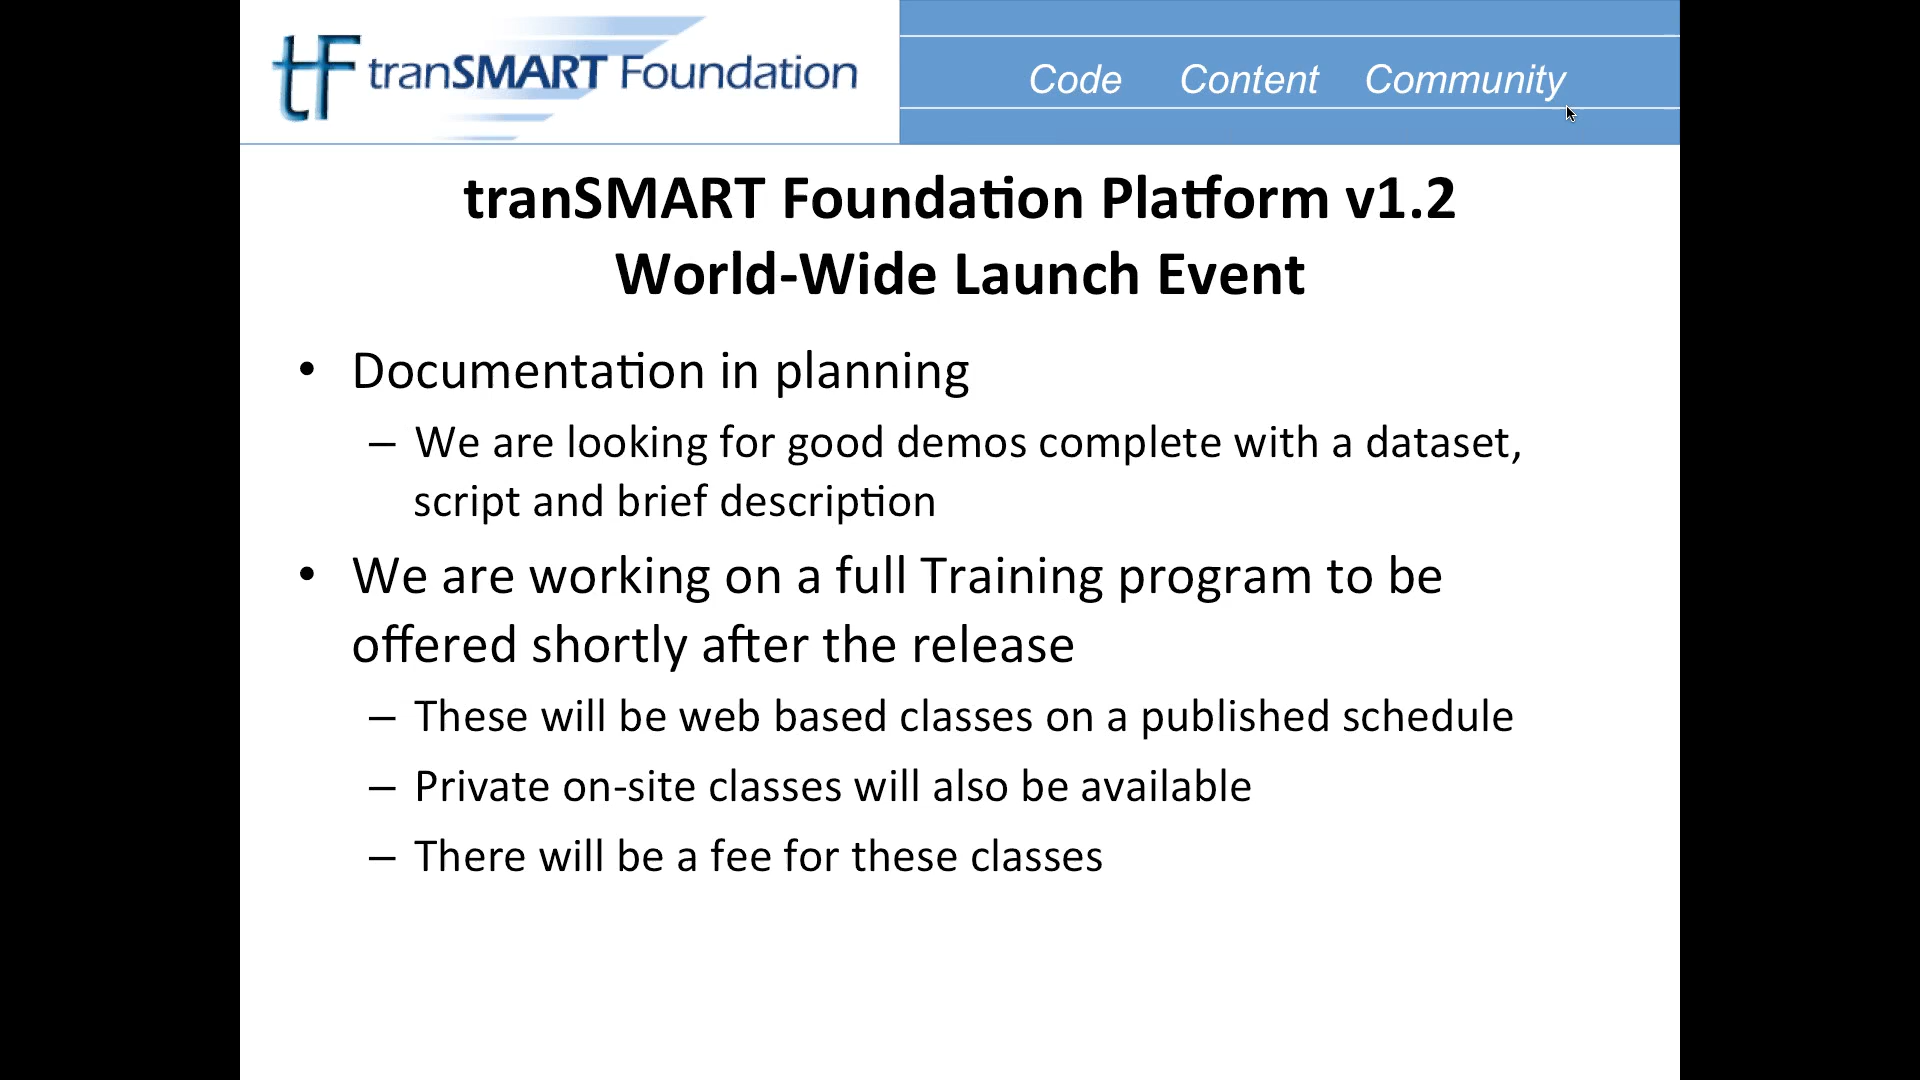 tF tranSMART Foundation
Code Content Community
tranSMART Foundation Platform v1.2
World-Wide Launch Event
• Documentation in planning
– We are looking for good demos complete with a dataset,
script and brief description
• We are working on a full Training program to be
offered shortly after the release
– These will be web based classes on a published schedule
– Private on-site classes will also be available
– There will be a fee for these classes